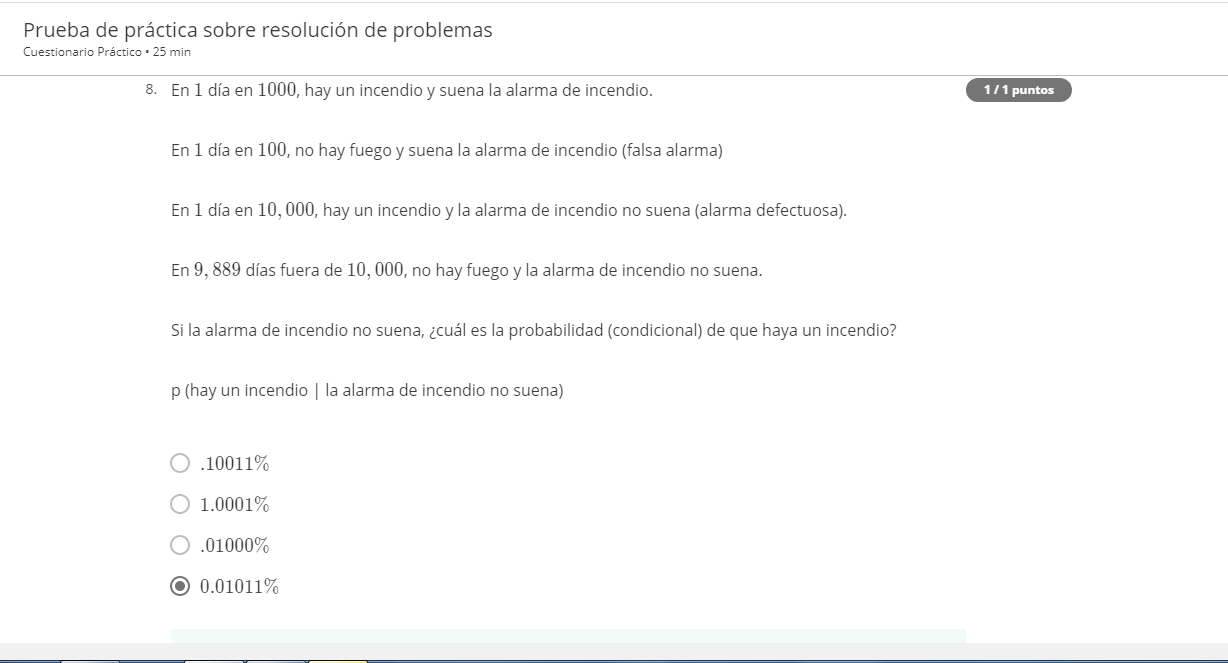 Prueba de práctica sobre resolución de problemas
Cuestionario Práctico • 25 min
8. En 1 día en 1000, hay un incendio y suena la alarma de incendio.
1 / 1 puntos
En 1 día en 100, no hay fuego y suena la alarma de incendio (falsa alarma)
En 1 día en 10, 000, hay un incendio y la alarma de incendio no suena (alarma defectuosa).
En 9, 889 días fuera de 10, 000, no hay fuego y la alarma de incendio no suena.
Si la alarma de incendio no suena, ¿cuál es la probabilidad (condicional) de que haya un incendio?
p (hay un incendio | la alarma de incendio no suena)
.10011%
1.0001%
.01000%
0.01011%